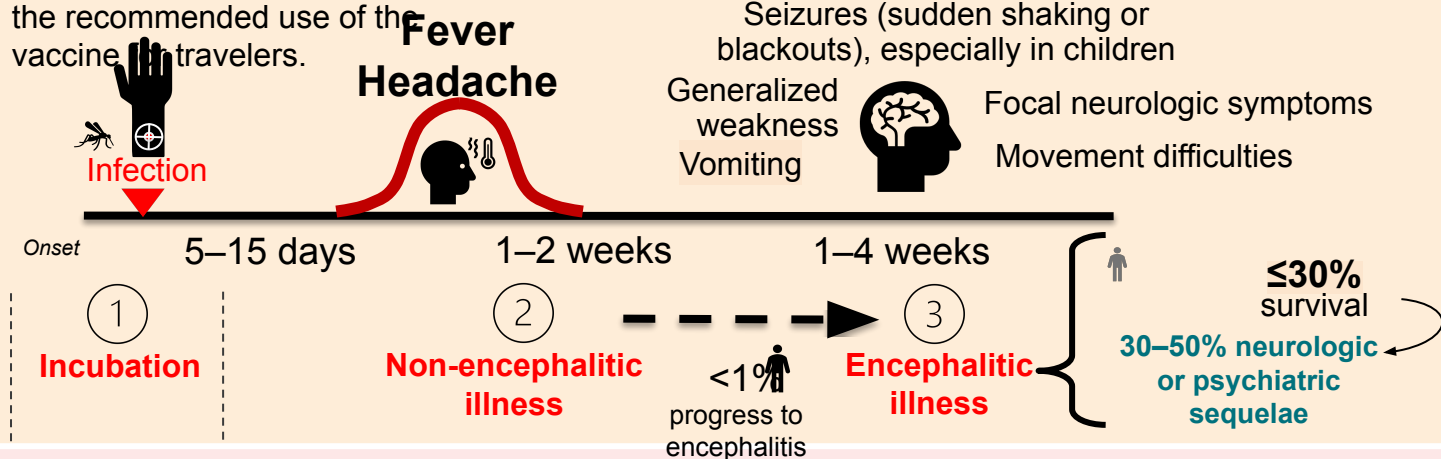 the recommended use of the
vaccine for travelers.
Fever
Headache
Seizures (sudden shaking or
blackouts), especially in children
Generalized
weakness
Vomiting
Focal neurologic symptoms
Movement difficulties
Infection
Onset
5–15 days
1–2 weeks
1–4 weeks
1
2
3
Incubation
Non-encephalitic
illness
<1%
progress to
encephalitis
Encephalitic
illness
≤30%
survival
30–50% neurologic
or psychiatric
sequelae